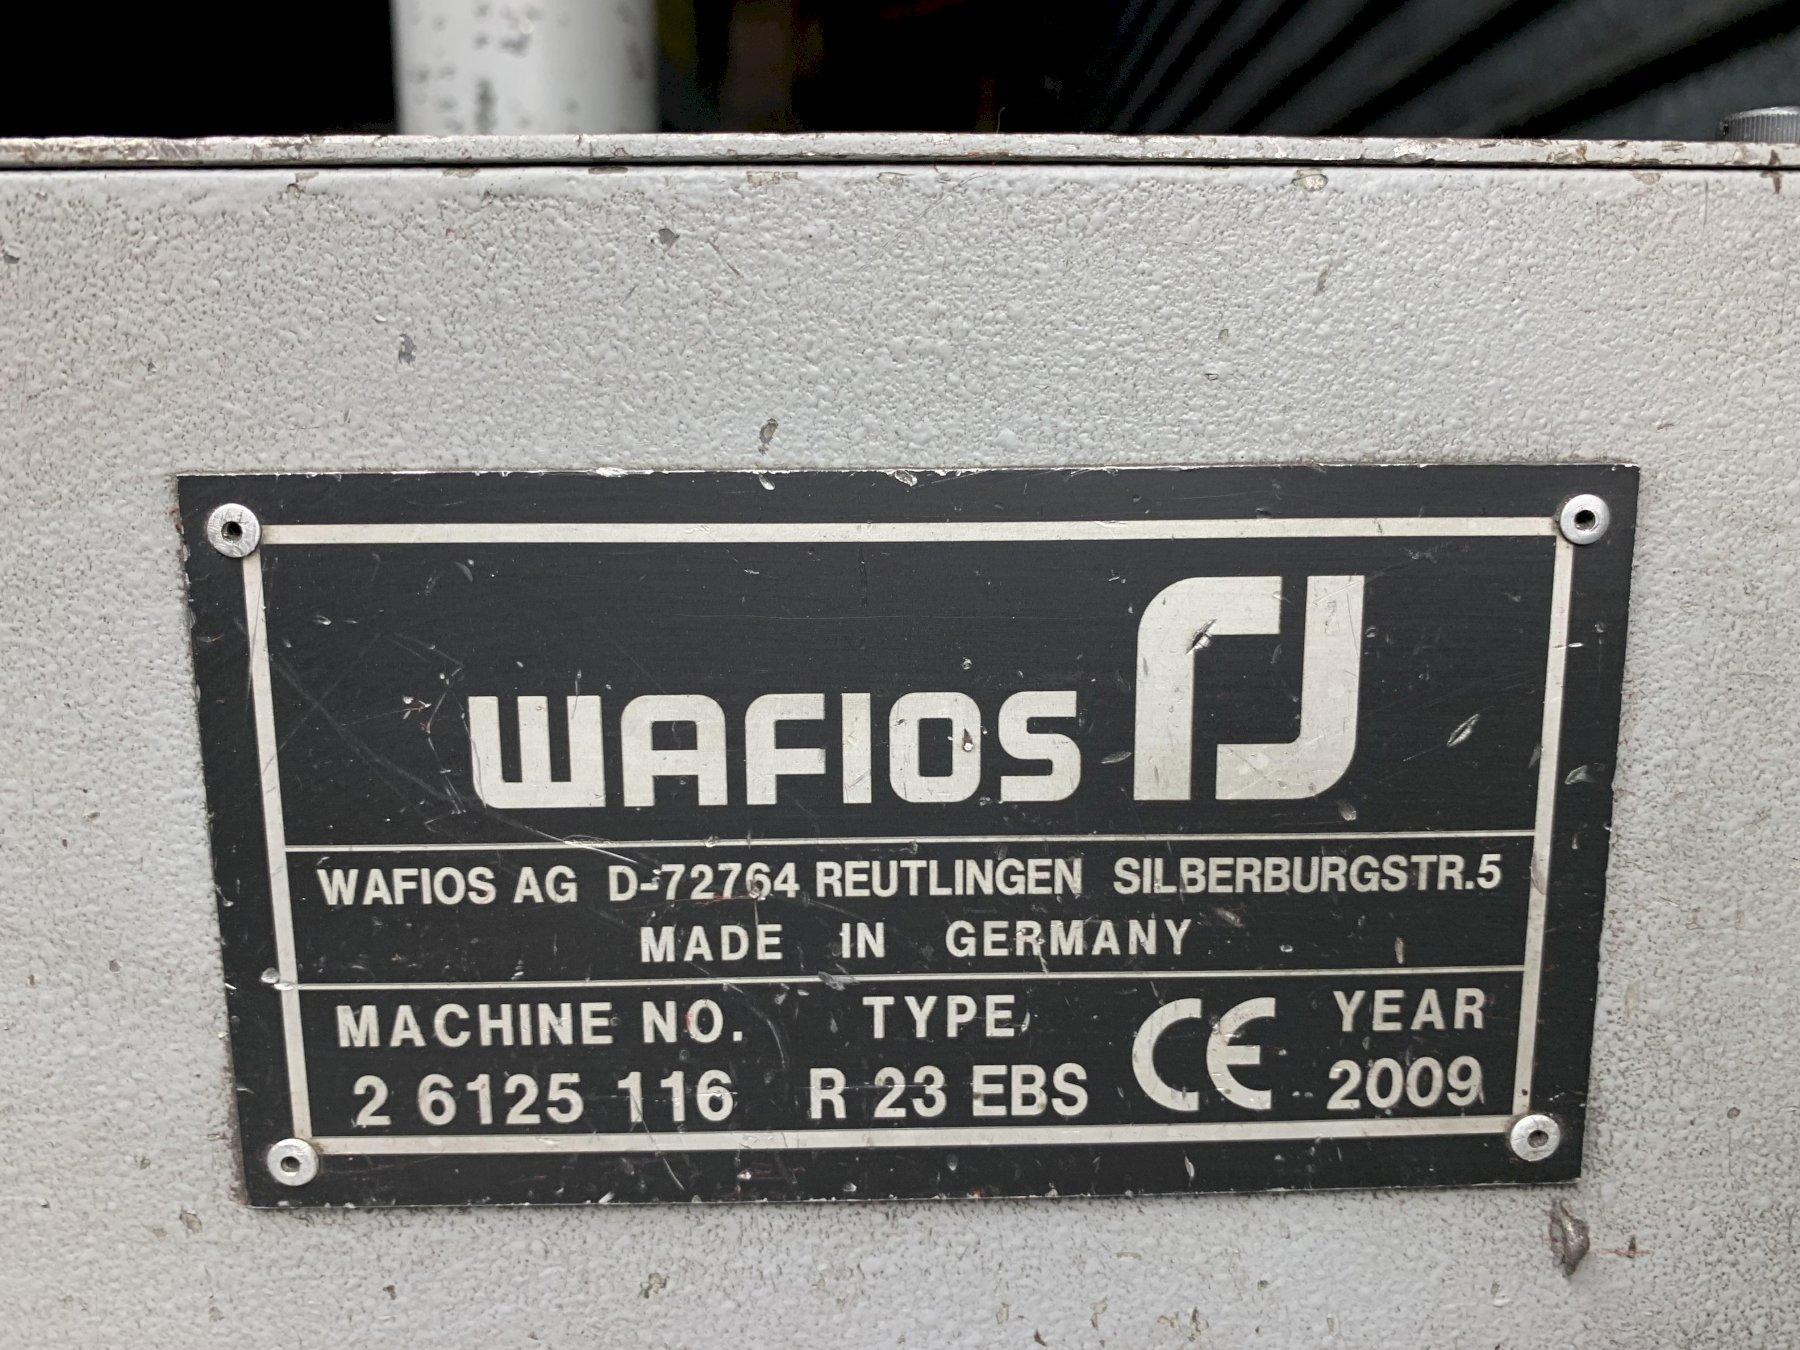 WAFIOS
WAFIOS AG D-72764 REUTLINGEN SILBERBURGSTR.5
MADE IN GERMANY
MACHINE NO. TYPE CE YEAR
2 6125 116 R 23 EBS 2009